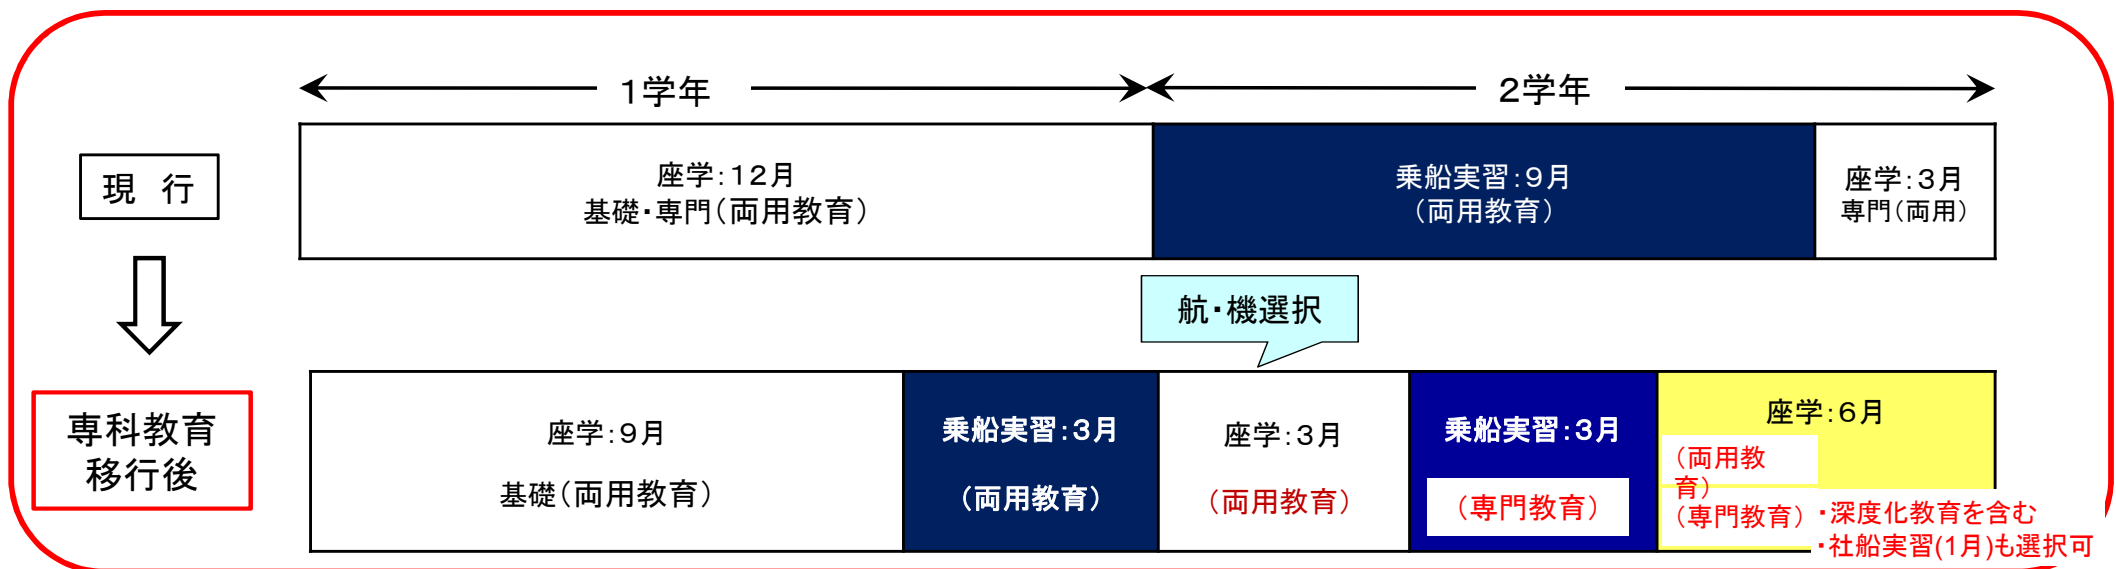 1学年
2学年
現 行
座学:12月
基礎・専門(両用教育)
乗船実習:9月
(両用教育)
座学:3月
専門(両用)
航・機選択
専科教育
移行後
座学:9月
基礎(両用教育)
乗船実習:3月
(両用教育)
座学:3月
(両用教育)
乗船実習:3月
(専門教育)
座学:6月
(両用教
育)
(専門教育)
・深度化教育を含む
・社船実習(1月)も選択可